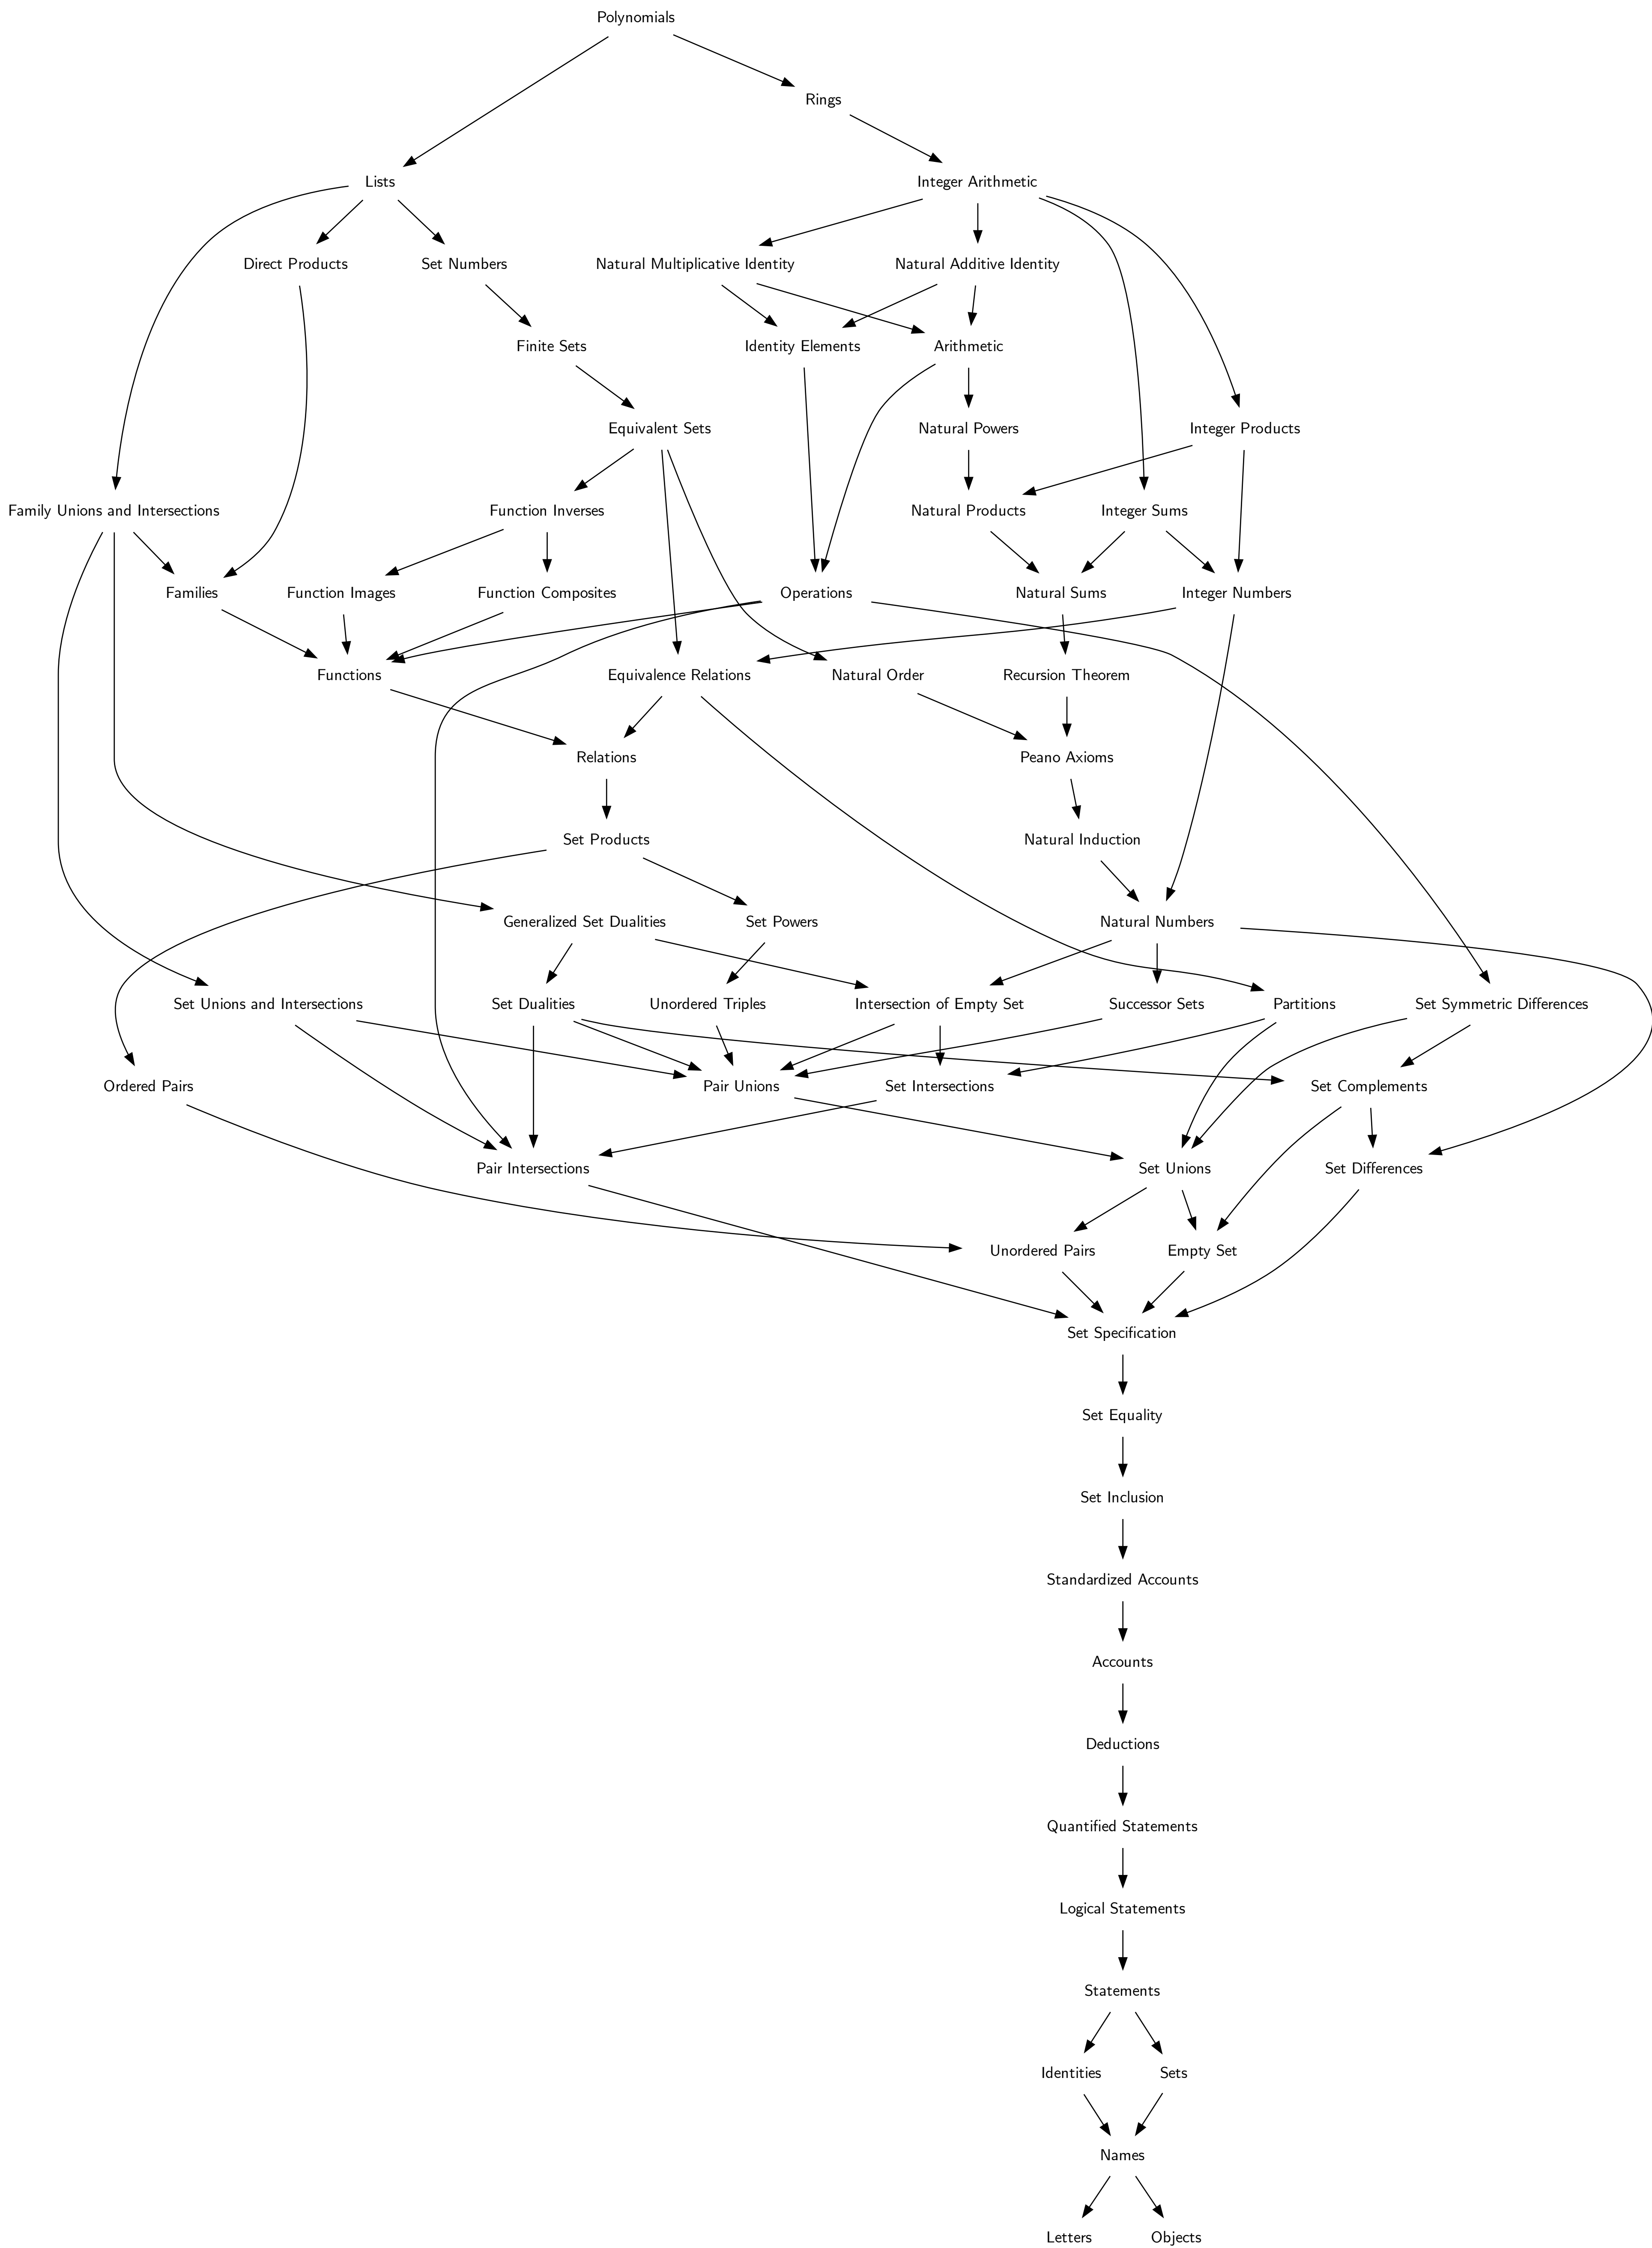 Polynomials
Rings
Lists
Integer Arithmetic
Direct Products
Set Numbers
Natural Multiplicative Identity
Natural Additive Identity
Finite Sets
Identity Elements
Arithmetic
Equivalent Sets
Natural Powers
Integer Products
Family Unions and Intersections
Function Inverses
Natural Products
Integer Sums
Families
Function Images
Function Composites
Operations
Natural Sums
Integer Numbers
Functions
Equivalence Relations
Natural Order
Recursion Theorem
Relations
Peano Axioms
Set Products
Natural Induction
Generalized Set Dualities
Set Powers
Natural Numbers
Set Unions and Intersections
Set Dualities
Unordered Triples
Intersection of Empty Set
Successor Sets
Partitions
Set Symmetric Differences
Ordered Pairs
Pair Unions
Set Intersections
Set Complements
Pair Intersections
Set Unions
Set Differences
Unordered Pairs
Empty Set
Set Specification
Set Equality
Set Inclusion
Standardized Accounts
Accounts
Deductions
Quantified Statements
Logical Statements
Statements
Identities
Sets
Names
Letters
Objects